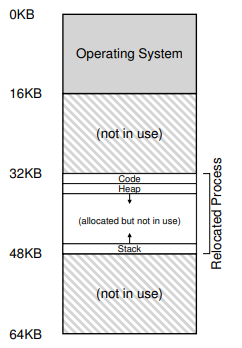 0KB
Operating System
16KB
(not in use)
32KB
Code
Heap
(allocated but not in use)
Stack
48KB
(not in use)
64KB
Relocated Process